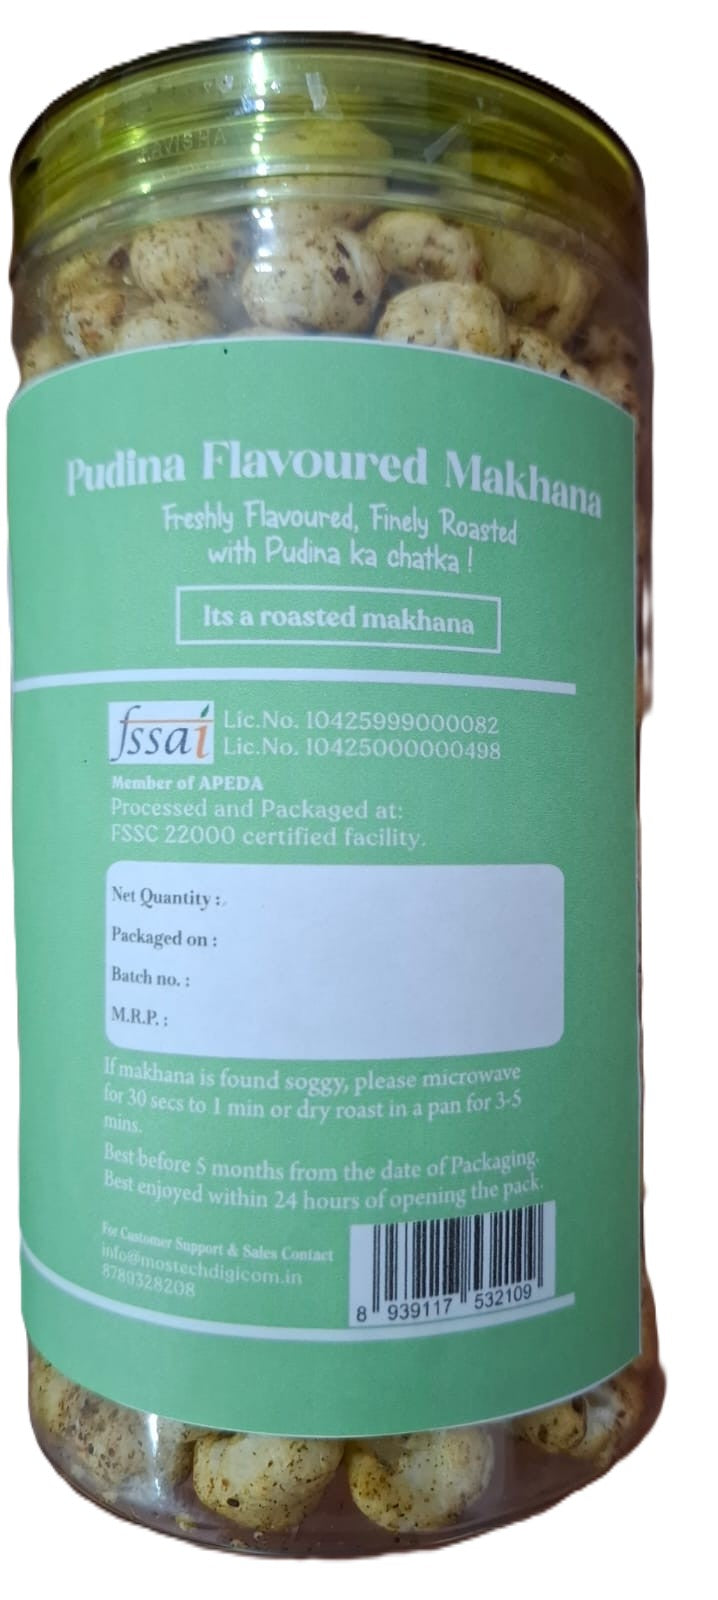 Pudina Flavoured Makhana
Freshly Flavoured, Finely Roasted
with Pudina ka chatka !
Its a roasted makhana
fssai
Lic.No. 10425999000082
Lic.No. 10425000000498
Member of APEDA
Processed and Packaged at:
FSSC 22000 certified facility.
Net Quantity :
Packaged on :
Batch no. :
M.R.P. :
If makhana is found soggy, please microwave
for 30 secs to 1 min or dry roast in a pan for 3-5
mins.
Best before 5 months from the date of Packaging.
Best enjoyed within 24 hours of opening the pack.
For Customer Support & Sales Contact
info@mostechdigicom.in
8789328208
8 939117 532109